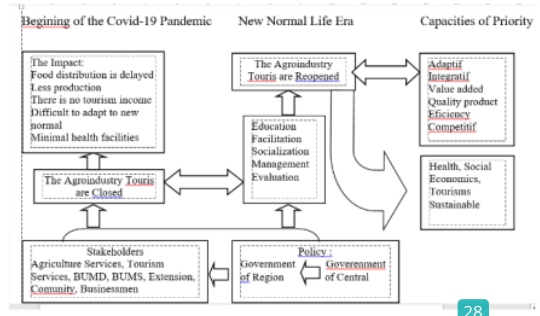 Begining of the Covid-19 Pandemic
New Normal Life Era
Capacities of Priority
The Impact:
Food distribution is delayed
Less production
There is no tourism income
Difficult to adapt to new
normal
Minimal health facilities
The Agroindustry
Touris are Reopened
Adaptif
Integratif
Value added
Quality product
Eficiency
Competitif
Education
Facilitation
Socialization
Management
Evaluation
The Agroindustry Touris
are Closed
Health, Social
Economics,
Tourisms
Sustainable
Stakeholders
Agriculture Services, Tourism
Services, BUMD, BUMS, Extension,
Comunity, Businessmen
Policy :
Government
of Region
Goverenment
of Central
28